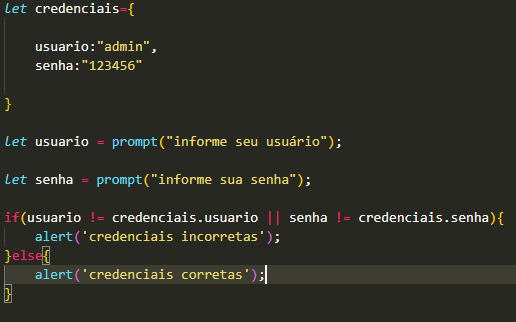 let credenciais={
usuario:"admin",
senha:"123456"
}
let usuario = prompt("informe seu usuário");
let senha = prompt("informe sua senha");
if(usuario != credenciais.usuario || senha != credenciais.senha){
alert('credenciais incorretas');
}else{
alert('credenciais corretas');
}